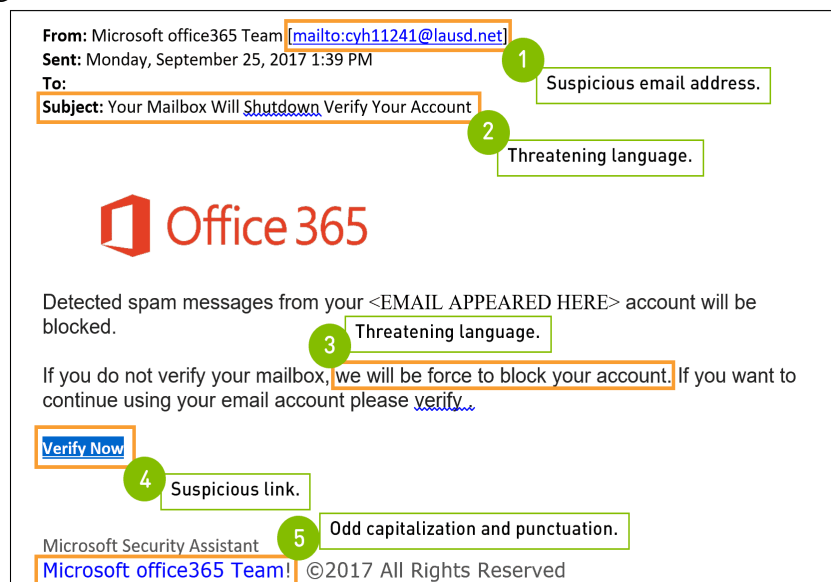 From: Microsoft office365 Team [mailto:cyh11241@lausd.net]
1
Sent: Monday, September 25, 2017 1:39 PM
Suspicious email address.
To:
Subject: Your Mailbox Will Shutdown Verify Your Account
2
Threatening language.
Office 365
Detected spam messages from your <EMAIL APPEARED HERE> account will be
blocked.
3
Threatening language.
If you do not verify your mailbox, we will be force to block your account. If you want to
continue using your email account please verify .
Verify Now
4
Suspicious link.
5
Odd capitalization and punctuation.
Microsoft Security Assistant
Microsoft office365 Team! ©2017 All Rights Reserved